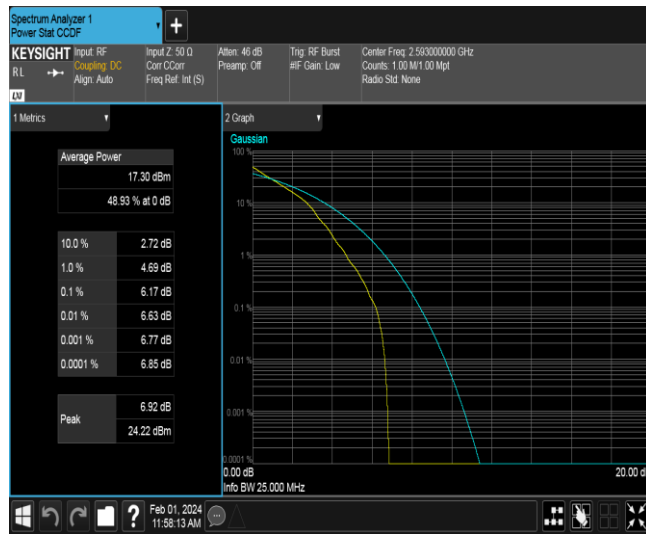 Spectrum Analyzer 1
Power Stat CCDF
+
KEYSIGHT
RL
LXI
Input: RF
Coupling: DC
Align: Auto
Input Z: 50 Ω
Corr CCorr
Freq Ref: Int (S)
Atten: 46 dB
Preamp: Off
Trig: RF Burst
#IF Gain: Low
Center Freq: 2.593000000 GHz
Counts: 1.00 M/1.00 Mpt
Radio Std: None
1 Metrics
Average Power
17.30 dBm
48.93 % at 0 dB
10.0 % 2.72 dB
1.0 % 4.69 dB
0.1 % 6.17 dB
0.01 % 6.63 dB
0.001 % 6.77 dB
0.0001 % 6.85 dB
Peak
6.92 dB
24.22 dBm
2 Graph
Gaussian
100 %
10 %
1 %
0.1 %
0.01 %
0.001 %
0.0001 %
0.00 dB
20.00 d
Info BW 25.000 MHz
?
Feb 01, 2024
11:58:13 AM